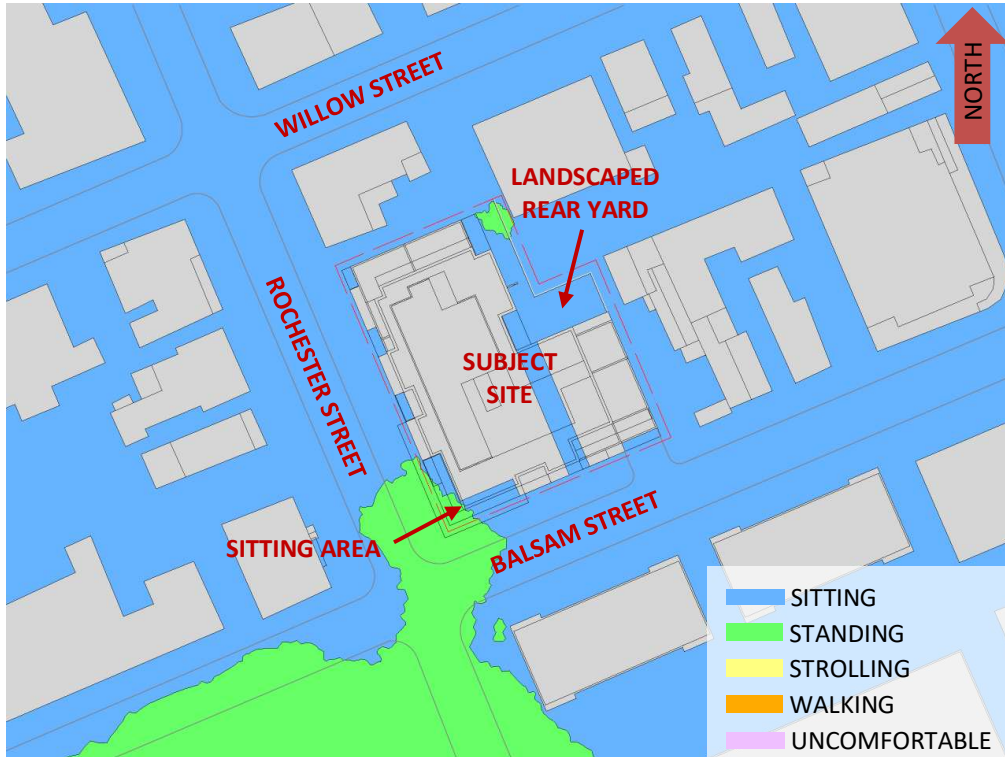 NORTH
WILLOW STREET
LANDSCAPED
REAR YARD
ROCHESTER STREET
SUBJECT
SITE
SITTING AREA
BALSAM STREET
SITTING
STANDING
STROLLING
WALKING
UNCOMFORTABLE